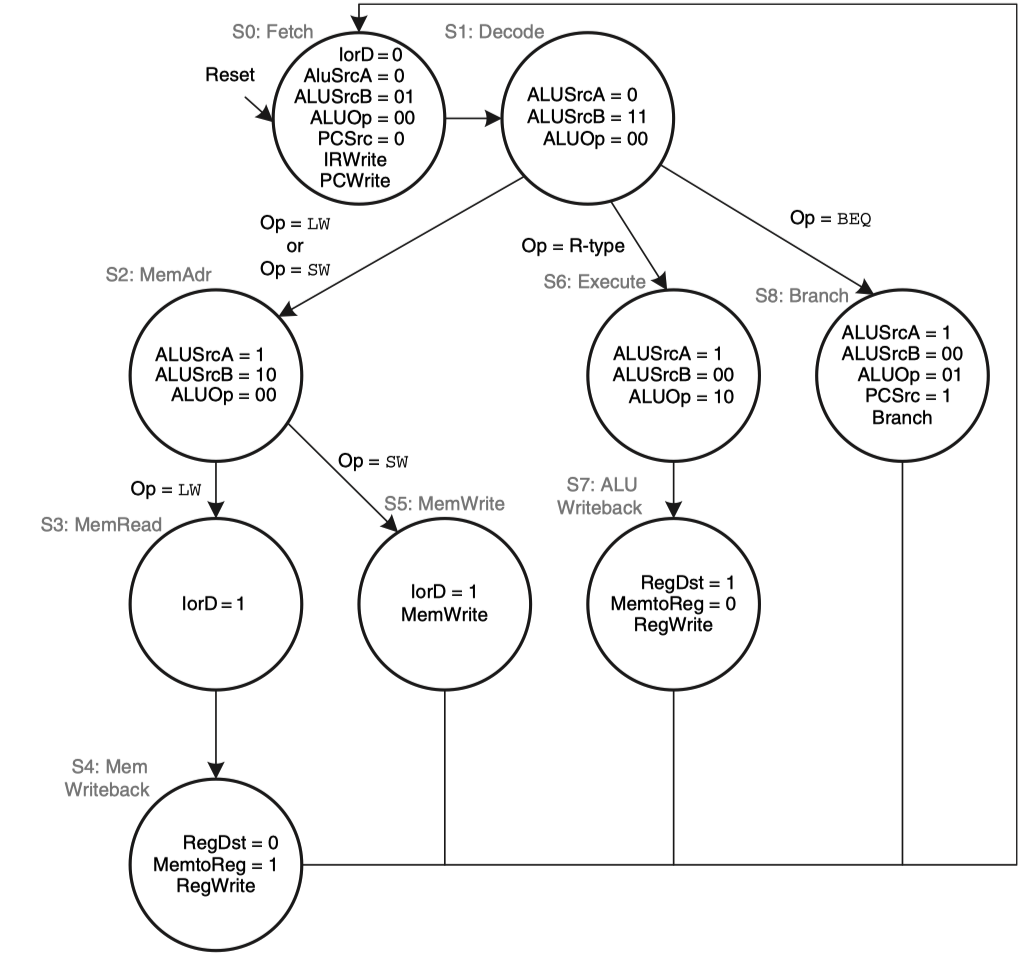 S0: Fetch
S1: Decode
Reset
IorD = 0
AluSrcA = 0
ALUSrcB = 01
ALUOp = 00
PCSrc = 0
IRWrite
PCWrite
ALUSrcA = 0
ALUSrcB = 11
ALUOp = 00
Op = LW
or
Op = SW
Op = R-type
Op = BEQ
S2: MemAdr
S6: Execute
S8: Branch
ALUSrcA = 1
ALUSrcB = 10
ALUOp = 00
ALUSrcA = 1
ALUSrcB = 00
ALUOp = 10
ALUSrcA = 1
ALUSrcB = 00
ALUOp = 01
PCSrc = 1
Branch
Op = LW
Op = SW
S3: MemRead
S5: MemWrite
S7: ALU
Writeback
IorD = 1
IorD = 1
MemWrite
RegDst = 1
MemtoReg = 0
RegWrite
S4: Mem
Writeback
RegDst = 0
MemtoReg = 1
RegWrite